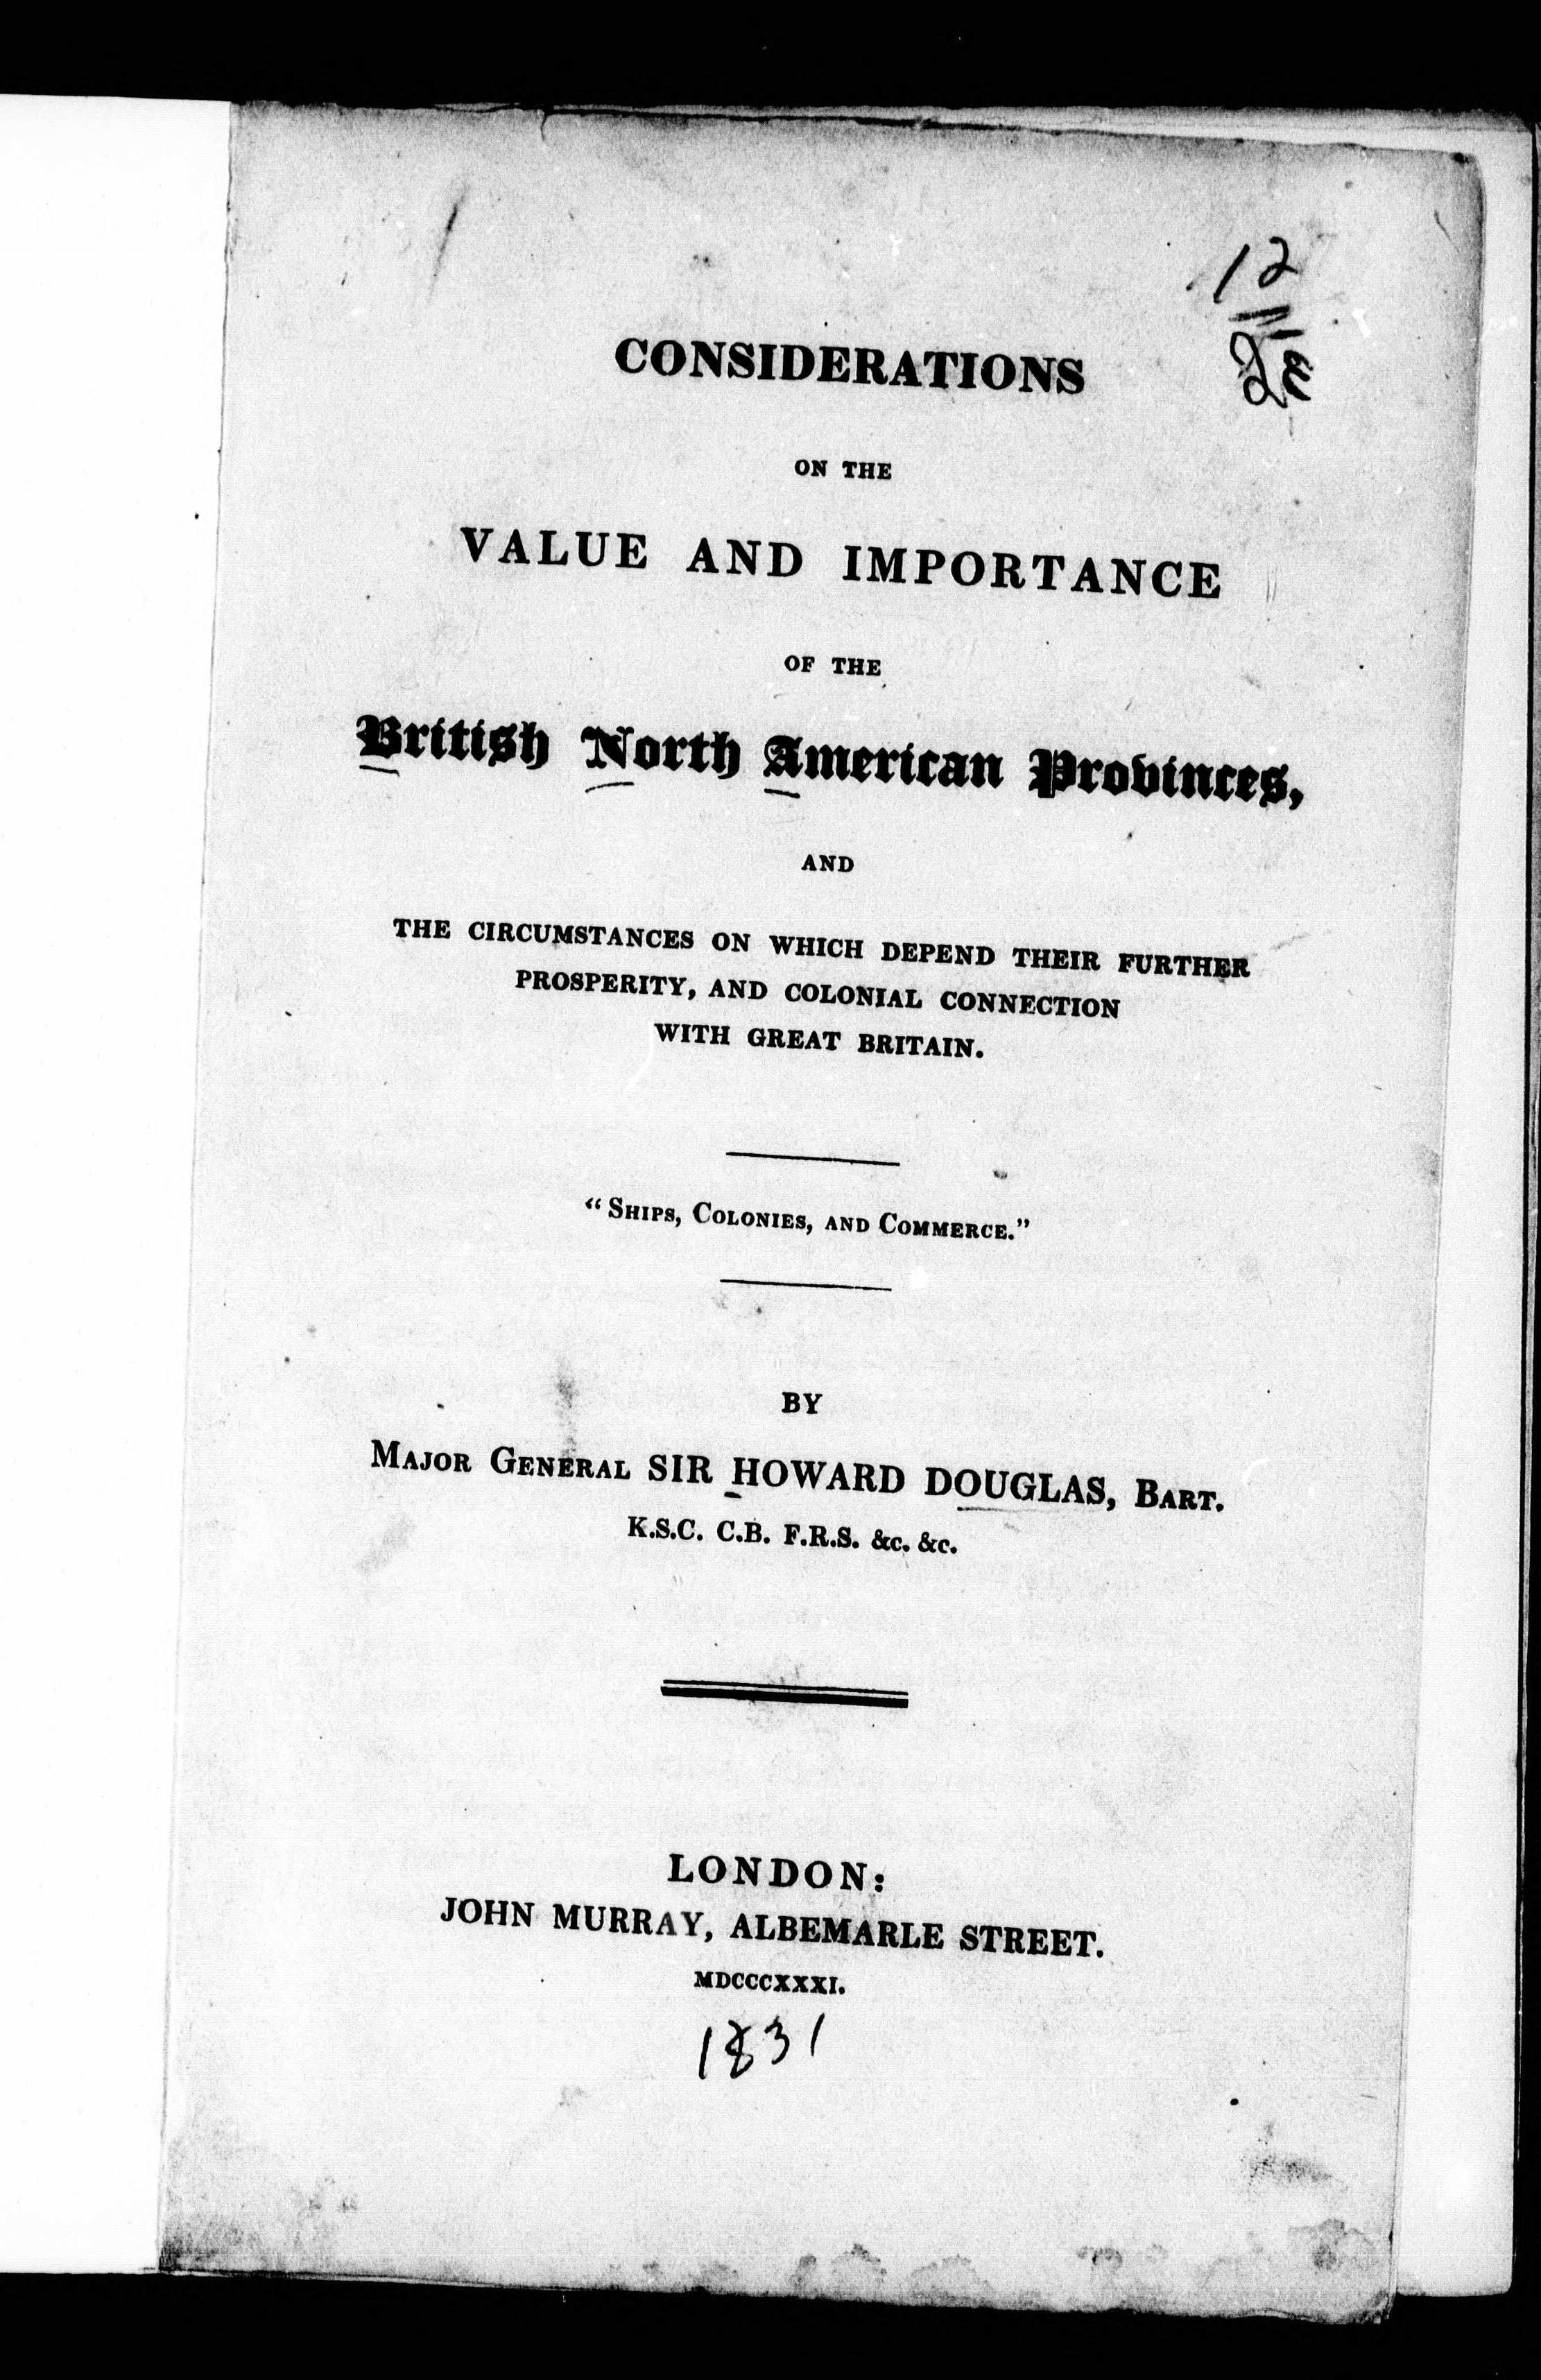 12
CONSIDERATIONS
ON THE
VALUE AND IMPORTANCE
OF THE
British North American Provinces,
AND
THE CIRCUMSTANCES ON WHICH DEPEND THEIR FURTHER
PROSPERITY, AND COLONIAL CONNECTION
WITH GREAT BRITAIN.
"SHIPS, COLONIES, AND COMMERCE."
BY
MAJOR GENERAL SIR HOWARD DOUGLAS, BART.
K.S.C. C.B. F.R.S. &c. &c.
LONDON:
JOHN MURRAY, ALBEMARLE STREET.
MDCCCXXXI.
1831